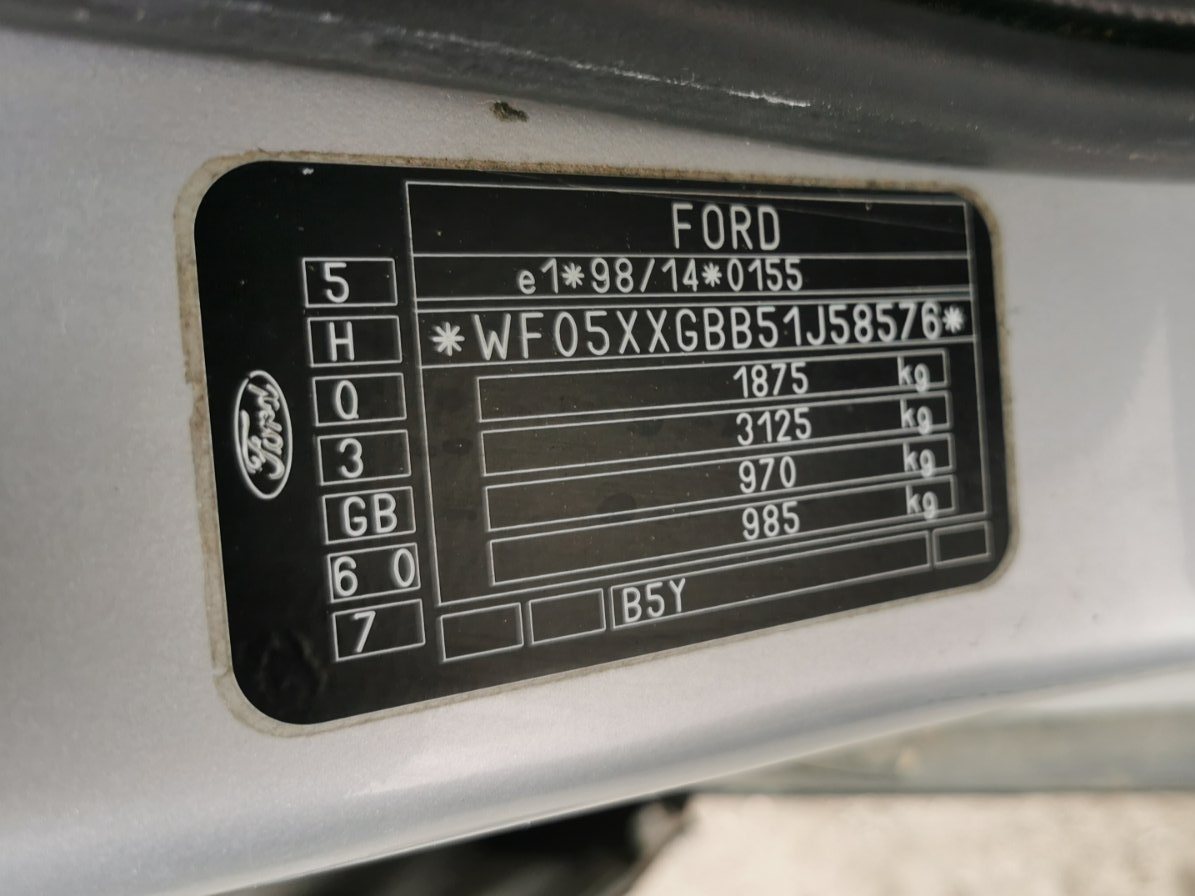 FORD
e1*98/14*0155
*WF05XXGBB51J58576*
1875 kg
3125 kg
970 kg
985 kg
B5Y
5
H
Q
3
GB
6 0
7
Ford